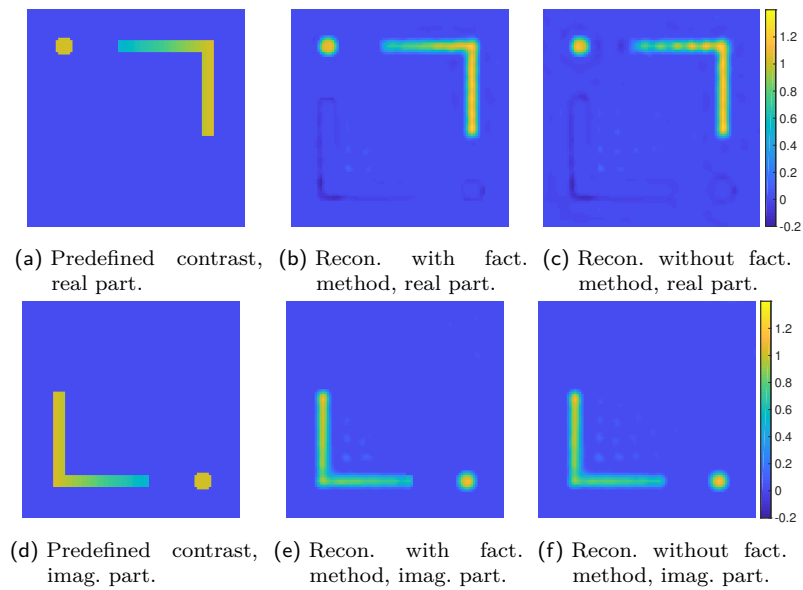 1.2
1
0.8
0.6
0.4
0.2
0
-0.2
(a) Predefined contrast, real part.
(b) Recon. with fact. method, real part.
(c) Recon. without fact. method, real part.
1.2
1
0.8
0.6
0.4
0.2
0
-0.2
(d) Predefined contrast, imag. part.
(e) Recon. with fact. method, imag. part.
(f) Recon. without fact. method, imag. part.